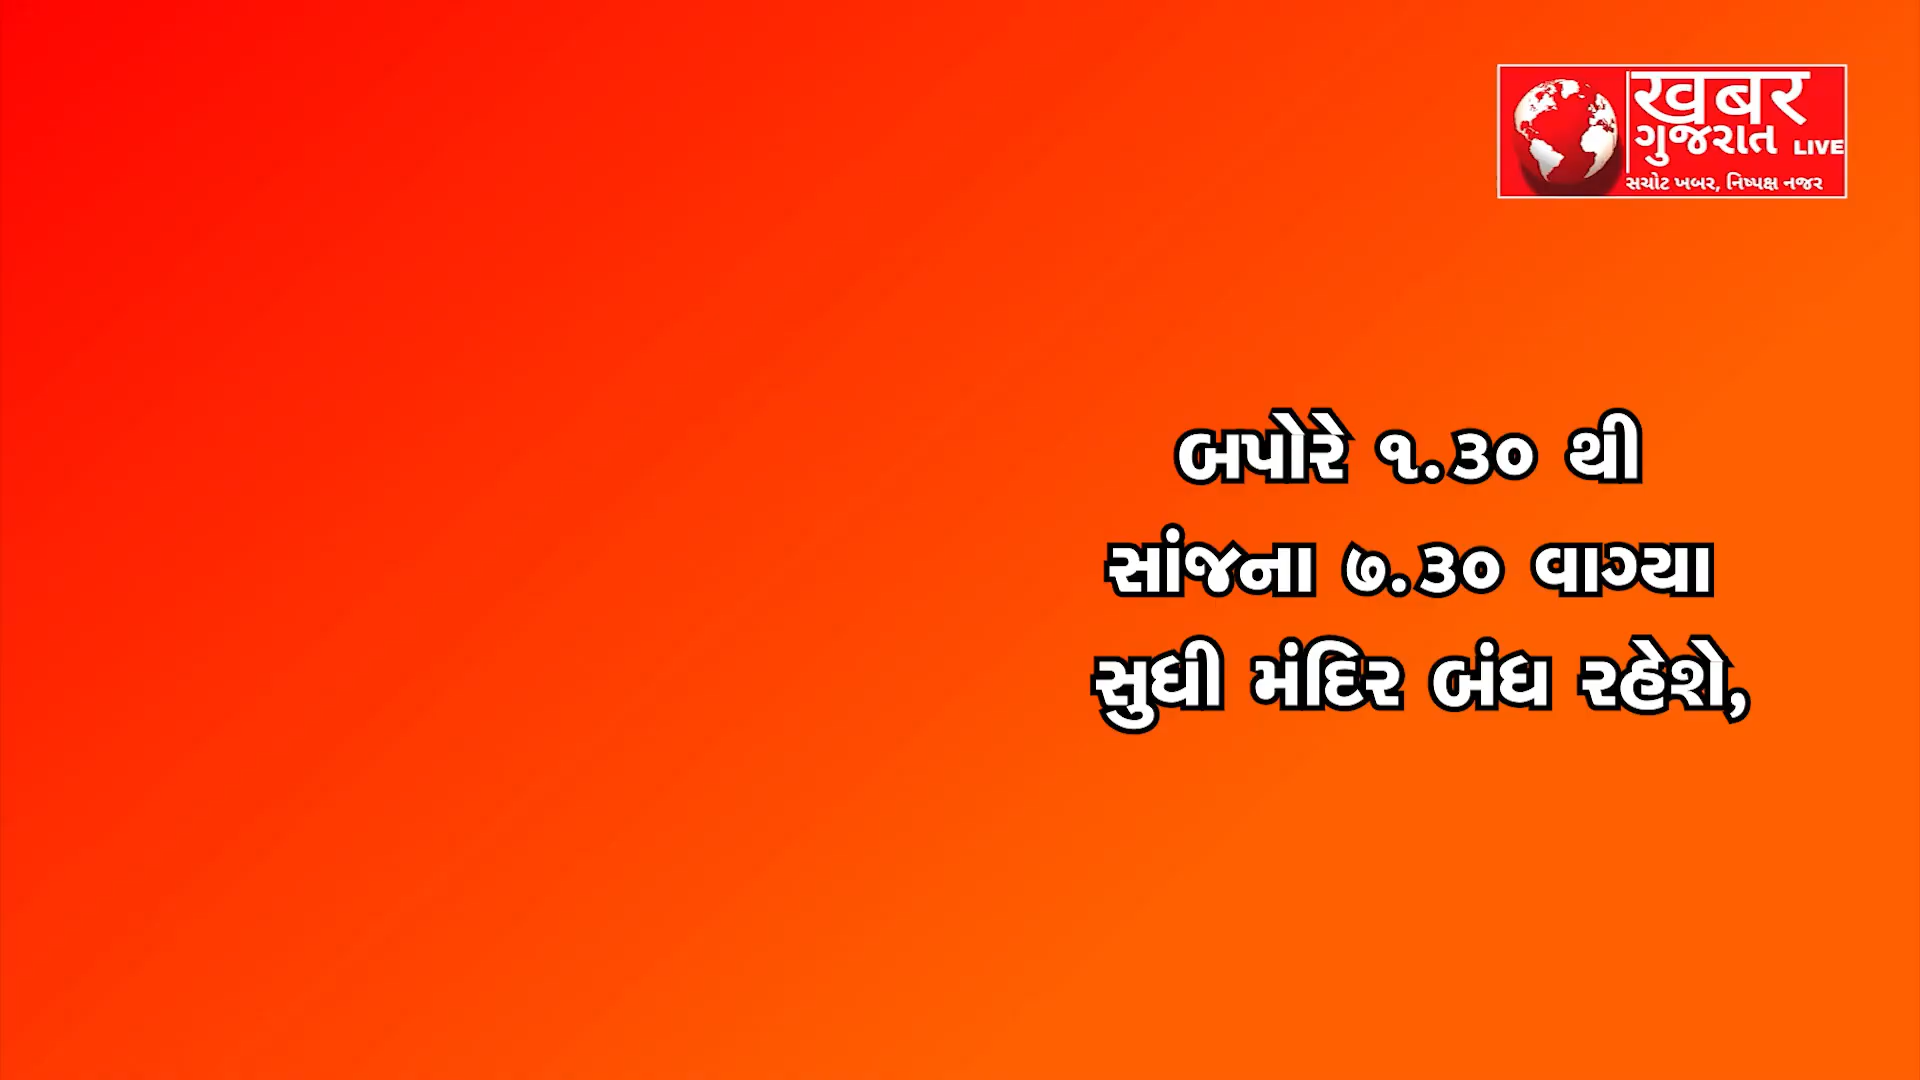 ખબર
ગુજરાત LIVE
સચોટ ખબર, નિષ્પક્ષ નજર
બપોરે ૧.૩૦ થી
સાંજના ૭.૩૦ વાગ્યા
સુધી મંદિર બંધ રહેશે,